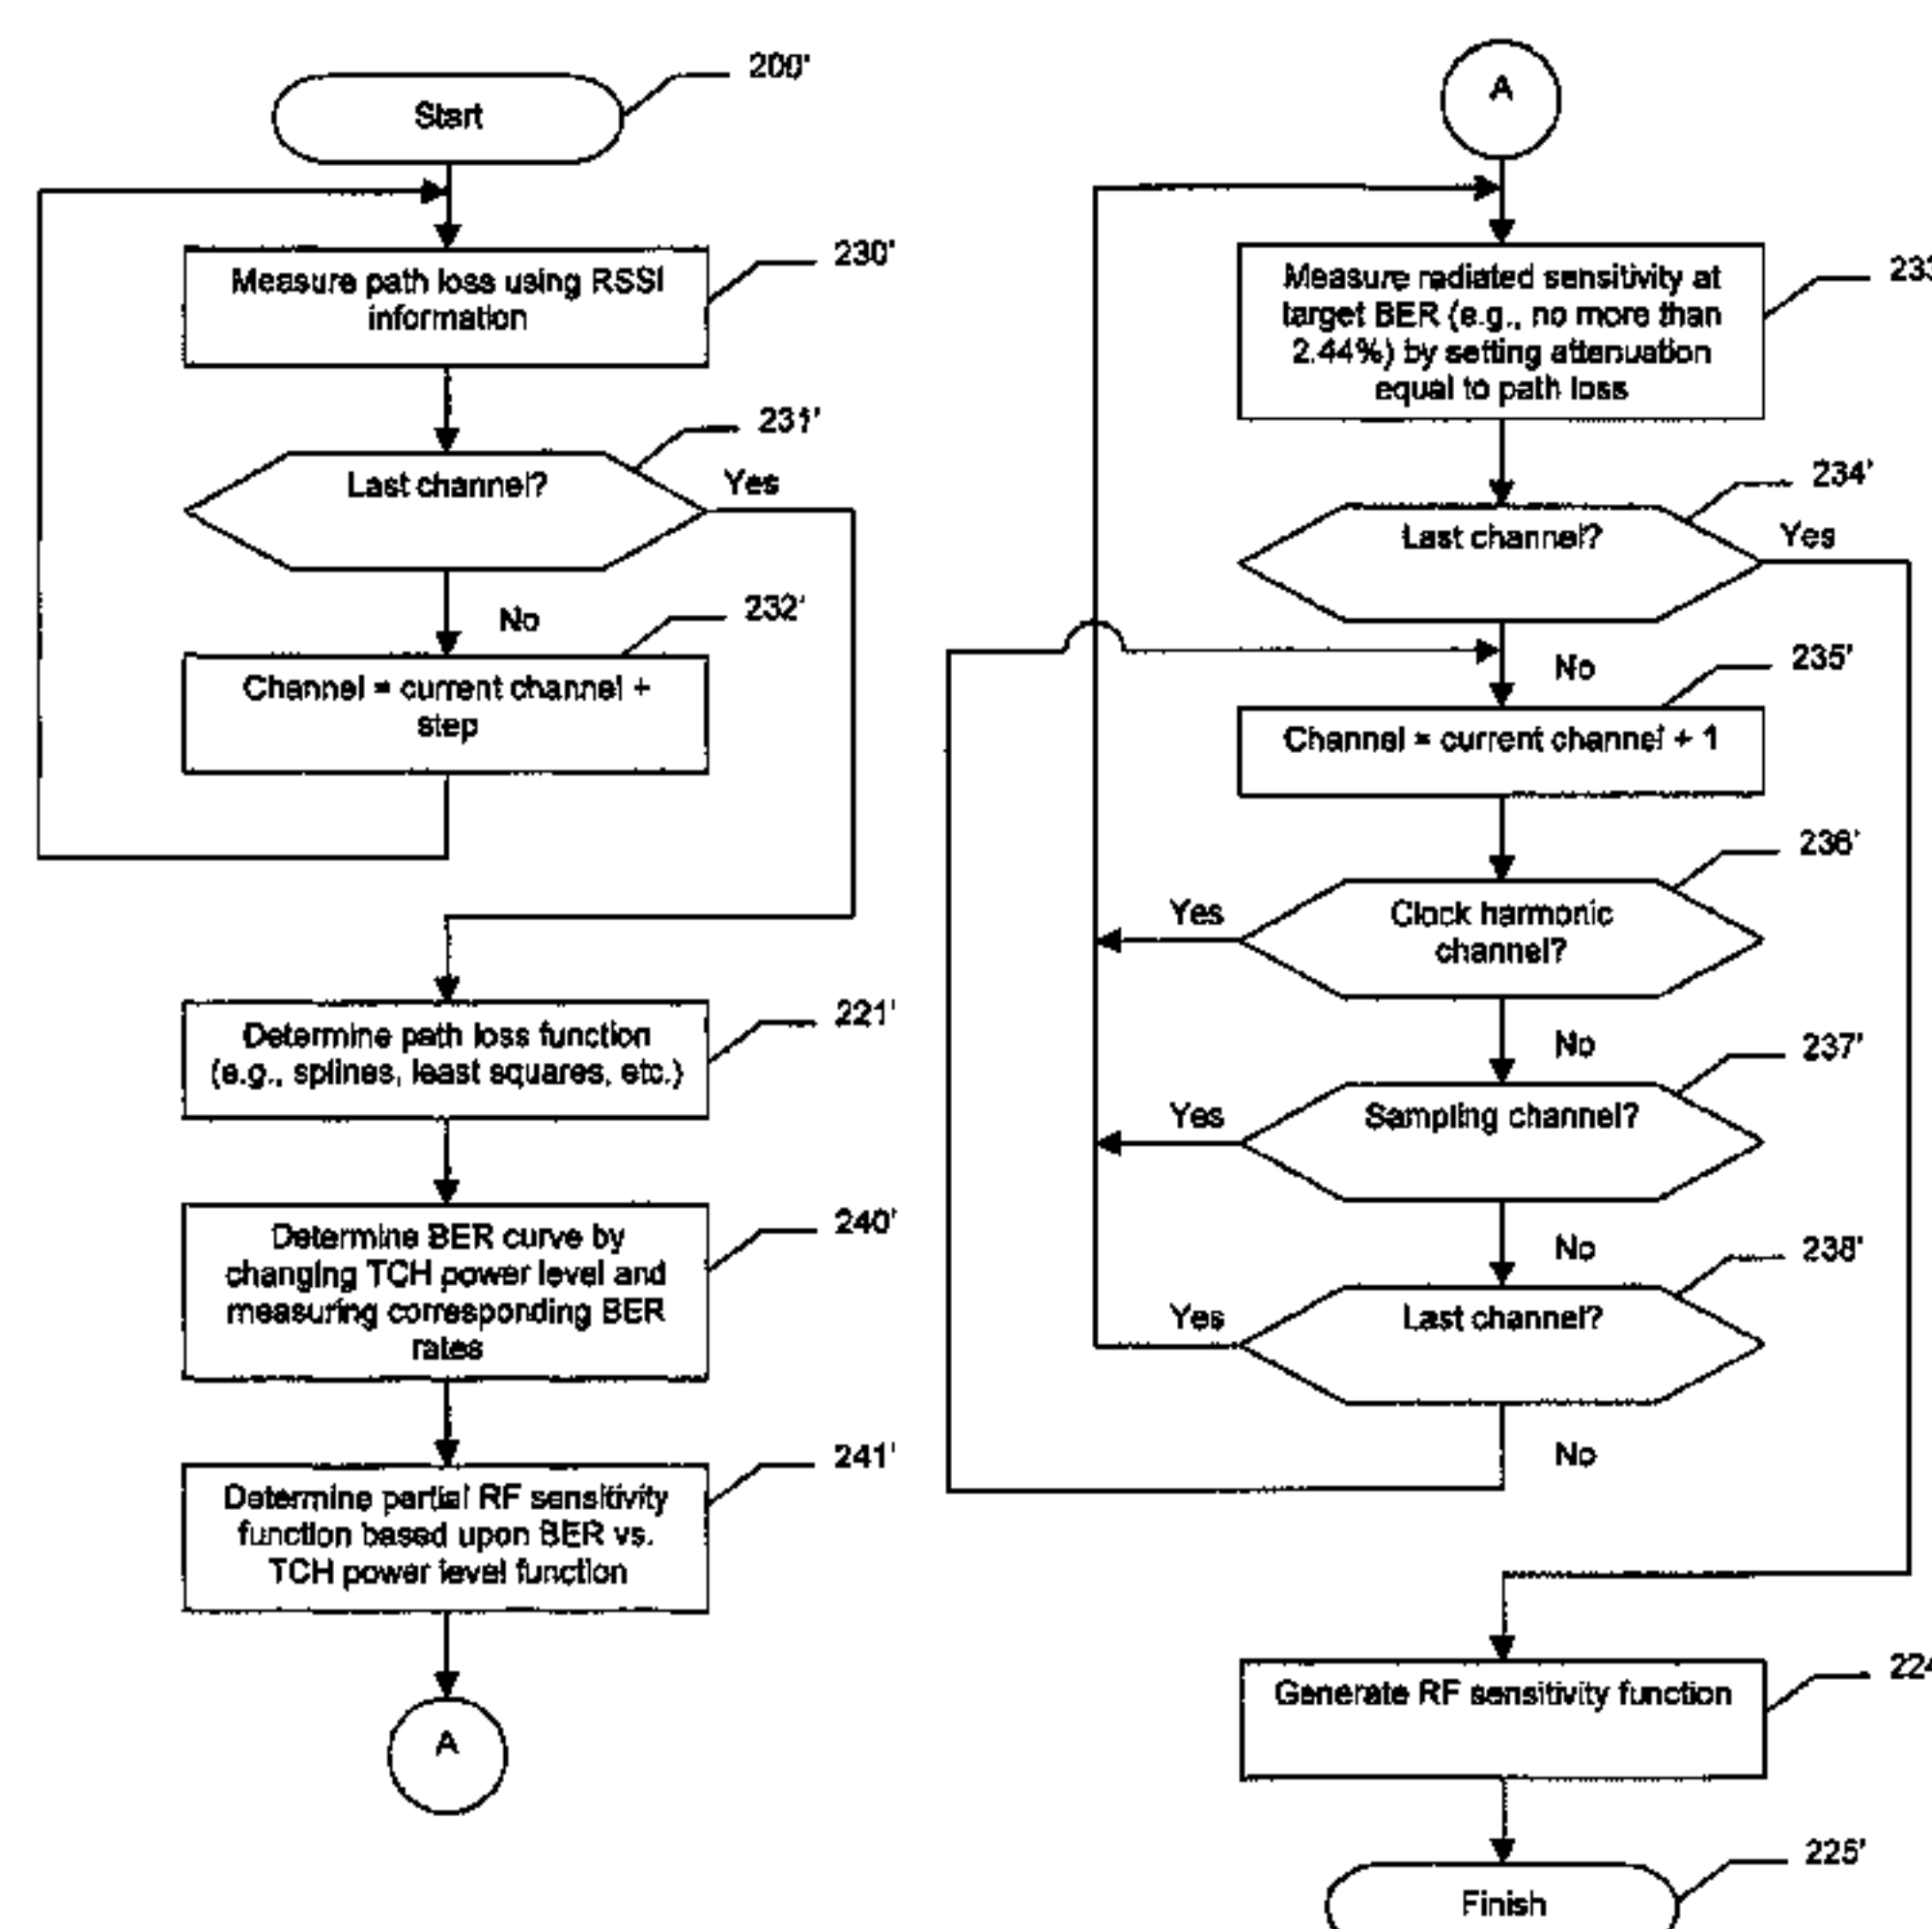 Start
200'
Measure path loss using RSSI
information
230'
Last channel?
231'
Yes
No
232'
Channel = current channel +
step
Determine path loss function
(e.g., splines, least squares, etc.)
221'
Determine BER curve by
changing TCH power level and
measuring corresponding BER
rates
240'
Determine partial RF sensitivity
function based upon BER vs.
TCH power level function
241'
A
A
Measure radiated sensitivity at
target BER (e.g., no more than
2.44%) by setting attenuation
equal to path loss
233
Last channel?
234'
Yes
No
235'
Channel = current channel + 1
236'
Clock harmonic
channel?
Yes
No
237'
Sampling channel?
Yes
No
238'
Last channel?
Yes
No
Generate RF sensitivity function
224
225'
Finish